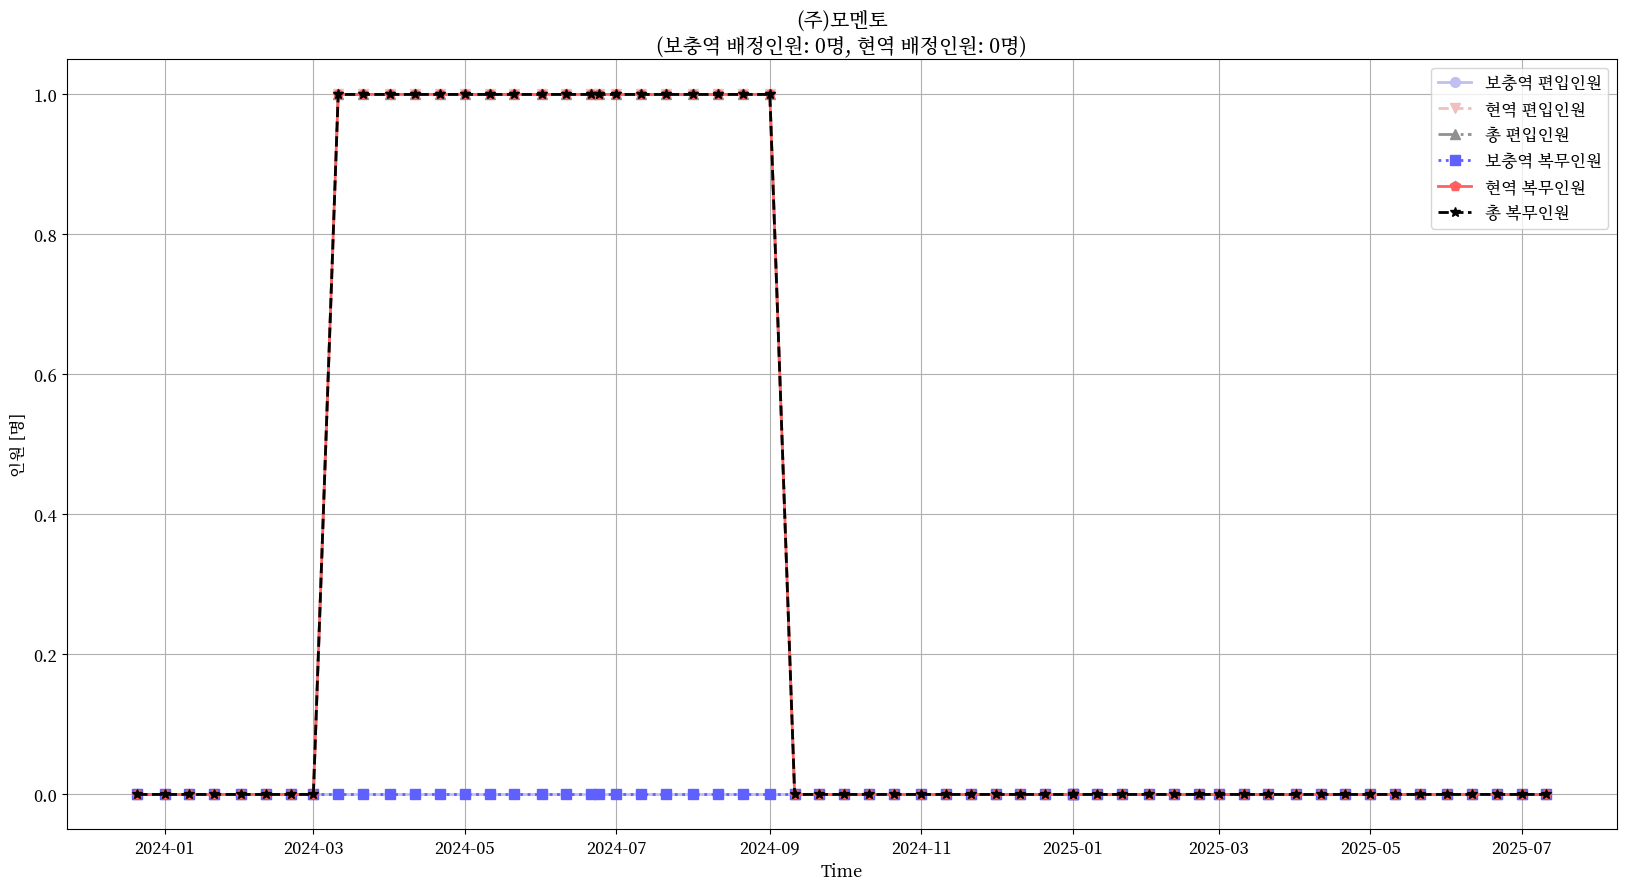 (주)모멘토
(보충역 배정인원: 0명, 현역 배정인원: 0명)
보충역 편입인원
현역 편입인원
총 편입인원
보충역 복무인원
현역 복무인원
총 복무인원
인원 [명]
1.0
0.8
0.6
0.4
0.2
0.0
2024-01 2024-03 2024-05 2024-07 2024-09 2024-11 2025-01 2025-03 2025-05 2025-07
Time